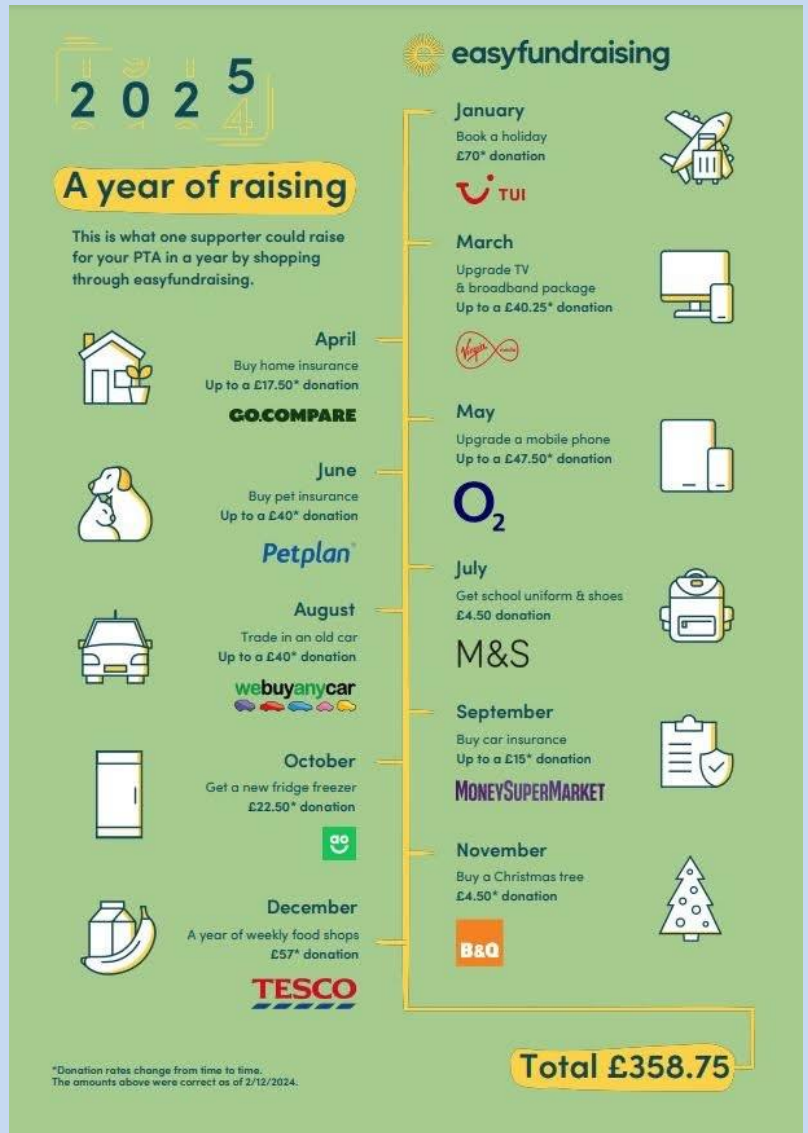 2 0 2 5
4
easyfundraising
A year of raising
This is what one supporter could raise
for your PTA in a year by shopping
through easyfundraising.
January
Book a holiday
£70* donation
TUI
March
Upgrade TV
& broadband package
Up to a £40.25* donation
Virgin media
April
Buy home insurance
Up to a £17.50* donation
GO.COMPARE
May
Upgrade a mobile phone
Up to a £47.50* donation
O2
June
Buy pet insurance
Up to a £40* donation
Petplan
July
Get school uniform & shoes
£4.50 donation
M&S
August
Trade in an old car
Up to a £40* donation
webuyanycar
September
Buy car insurance
Up to a £15* donation
MONEYSUPERMARKET
October
Get a new fridge freezer
£22.50* donation
ao
November
Buy a Christmas tree
£4.50* donation
B&Q
December
A year of weekly food shops
£57* donation
TESCO
Total £358.75
*Donation rates change from time to time.
The amounts above were correct as of 2/12/2024.